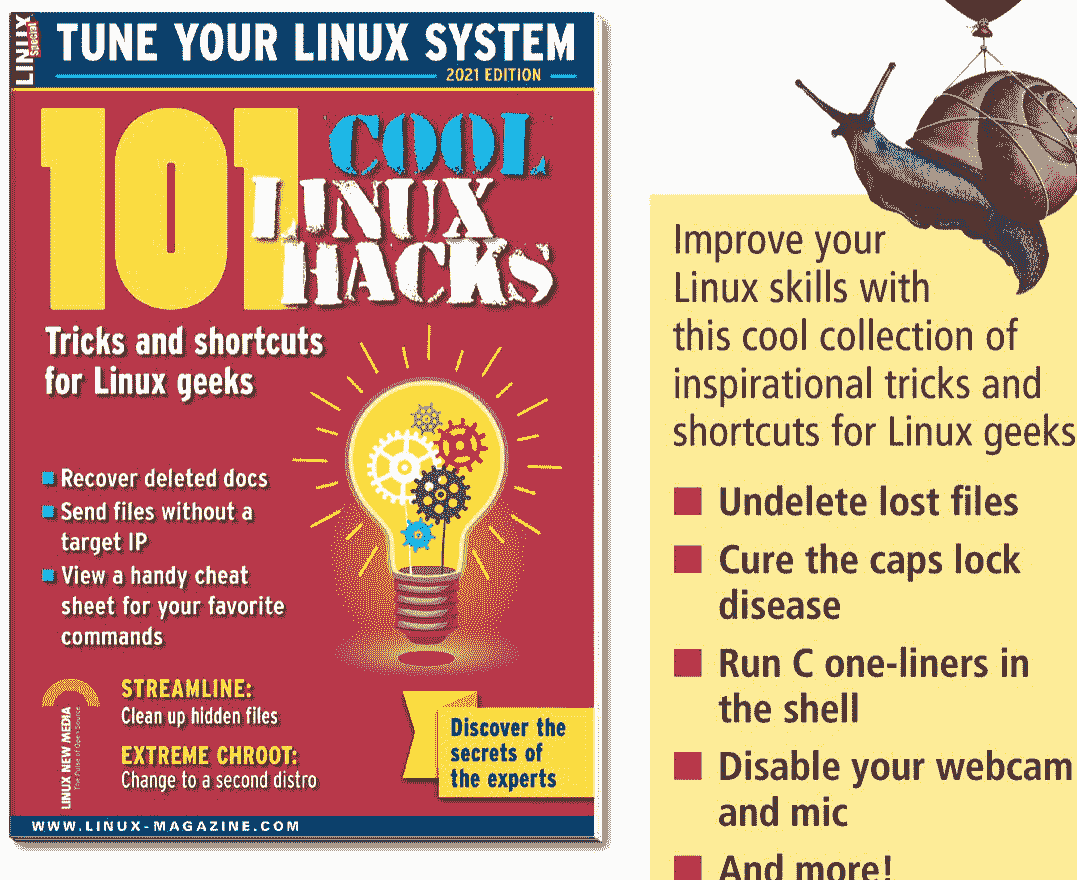 LINUX
Special
TUNE YOUR LINUX SYSTEM
2021 EDITION
101 COOL
LINUX
HACKS
Tricks and shortcuts
for Linux geeks
Recover deleted docs
Send files without a
target IP
View a handy cheat
sheet for your favorite
commands
STREAMLINE:
Clean up hidden files
EXTREME CHROOT:
Change to a second distro
LINUX NEW MEDIA
The Pulse of Open Source
Discover the
secrets of
the experts
WWW.LINUX-MAGAZINE.COM
Improve your
Linux skills with
this cool collection of
inspirational tricks and
shortcuts for Linux geeks
Undelete lost files
Cure the caps lock
disease
Run C one-liners in
the shell
Disable your webcam
and mic
And more!